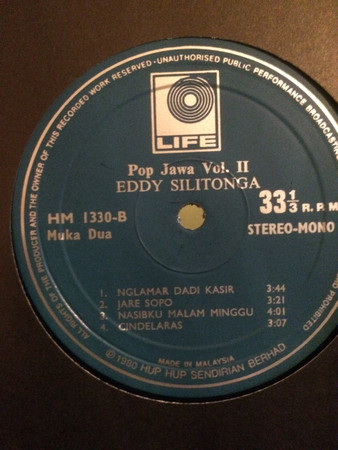 ALL RIGHTS OF THE PRODUCER AND THE OWNER OF THIS RECORDED WORK RESERVED-UNAUTHORISED PUBLIC PERFORMANCE BROADCASTING
PROHIBITED
LIFE
Pop Jawa Vol. II
EDDY SILITONGA
HM 1330-B
Muka Dua
33 1/3 R.P.M
STEREO-MONO
1. NGLAMAR DADI KASIR 3:44
2. JARE SOPO 3:21
3. NASIBKU MALAM MINGGU 4:01
4. CINDELARAS 3:07
MADE IN MALAYSIA
© 1980 HUP HUP SENDIRIAN BERHAD